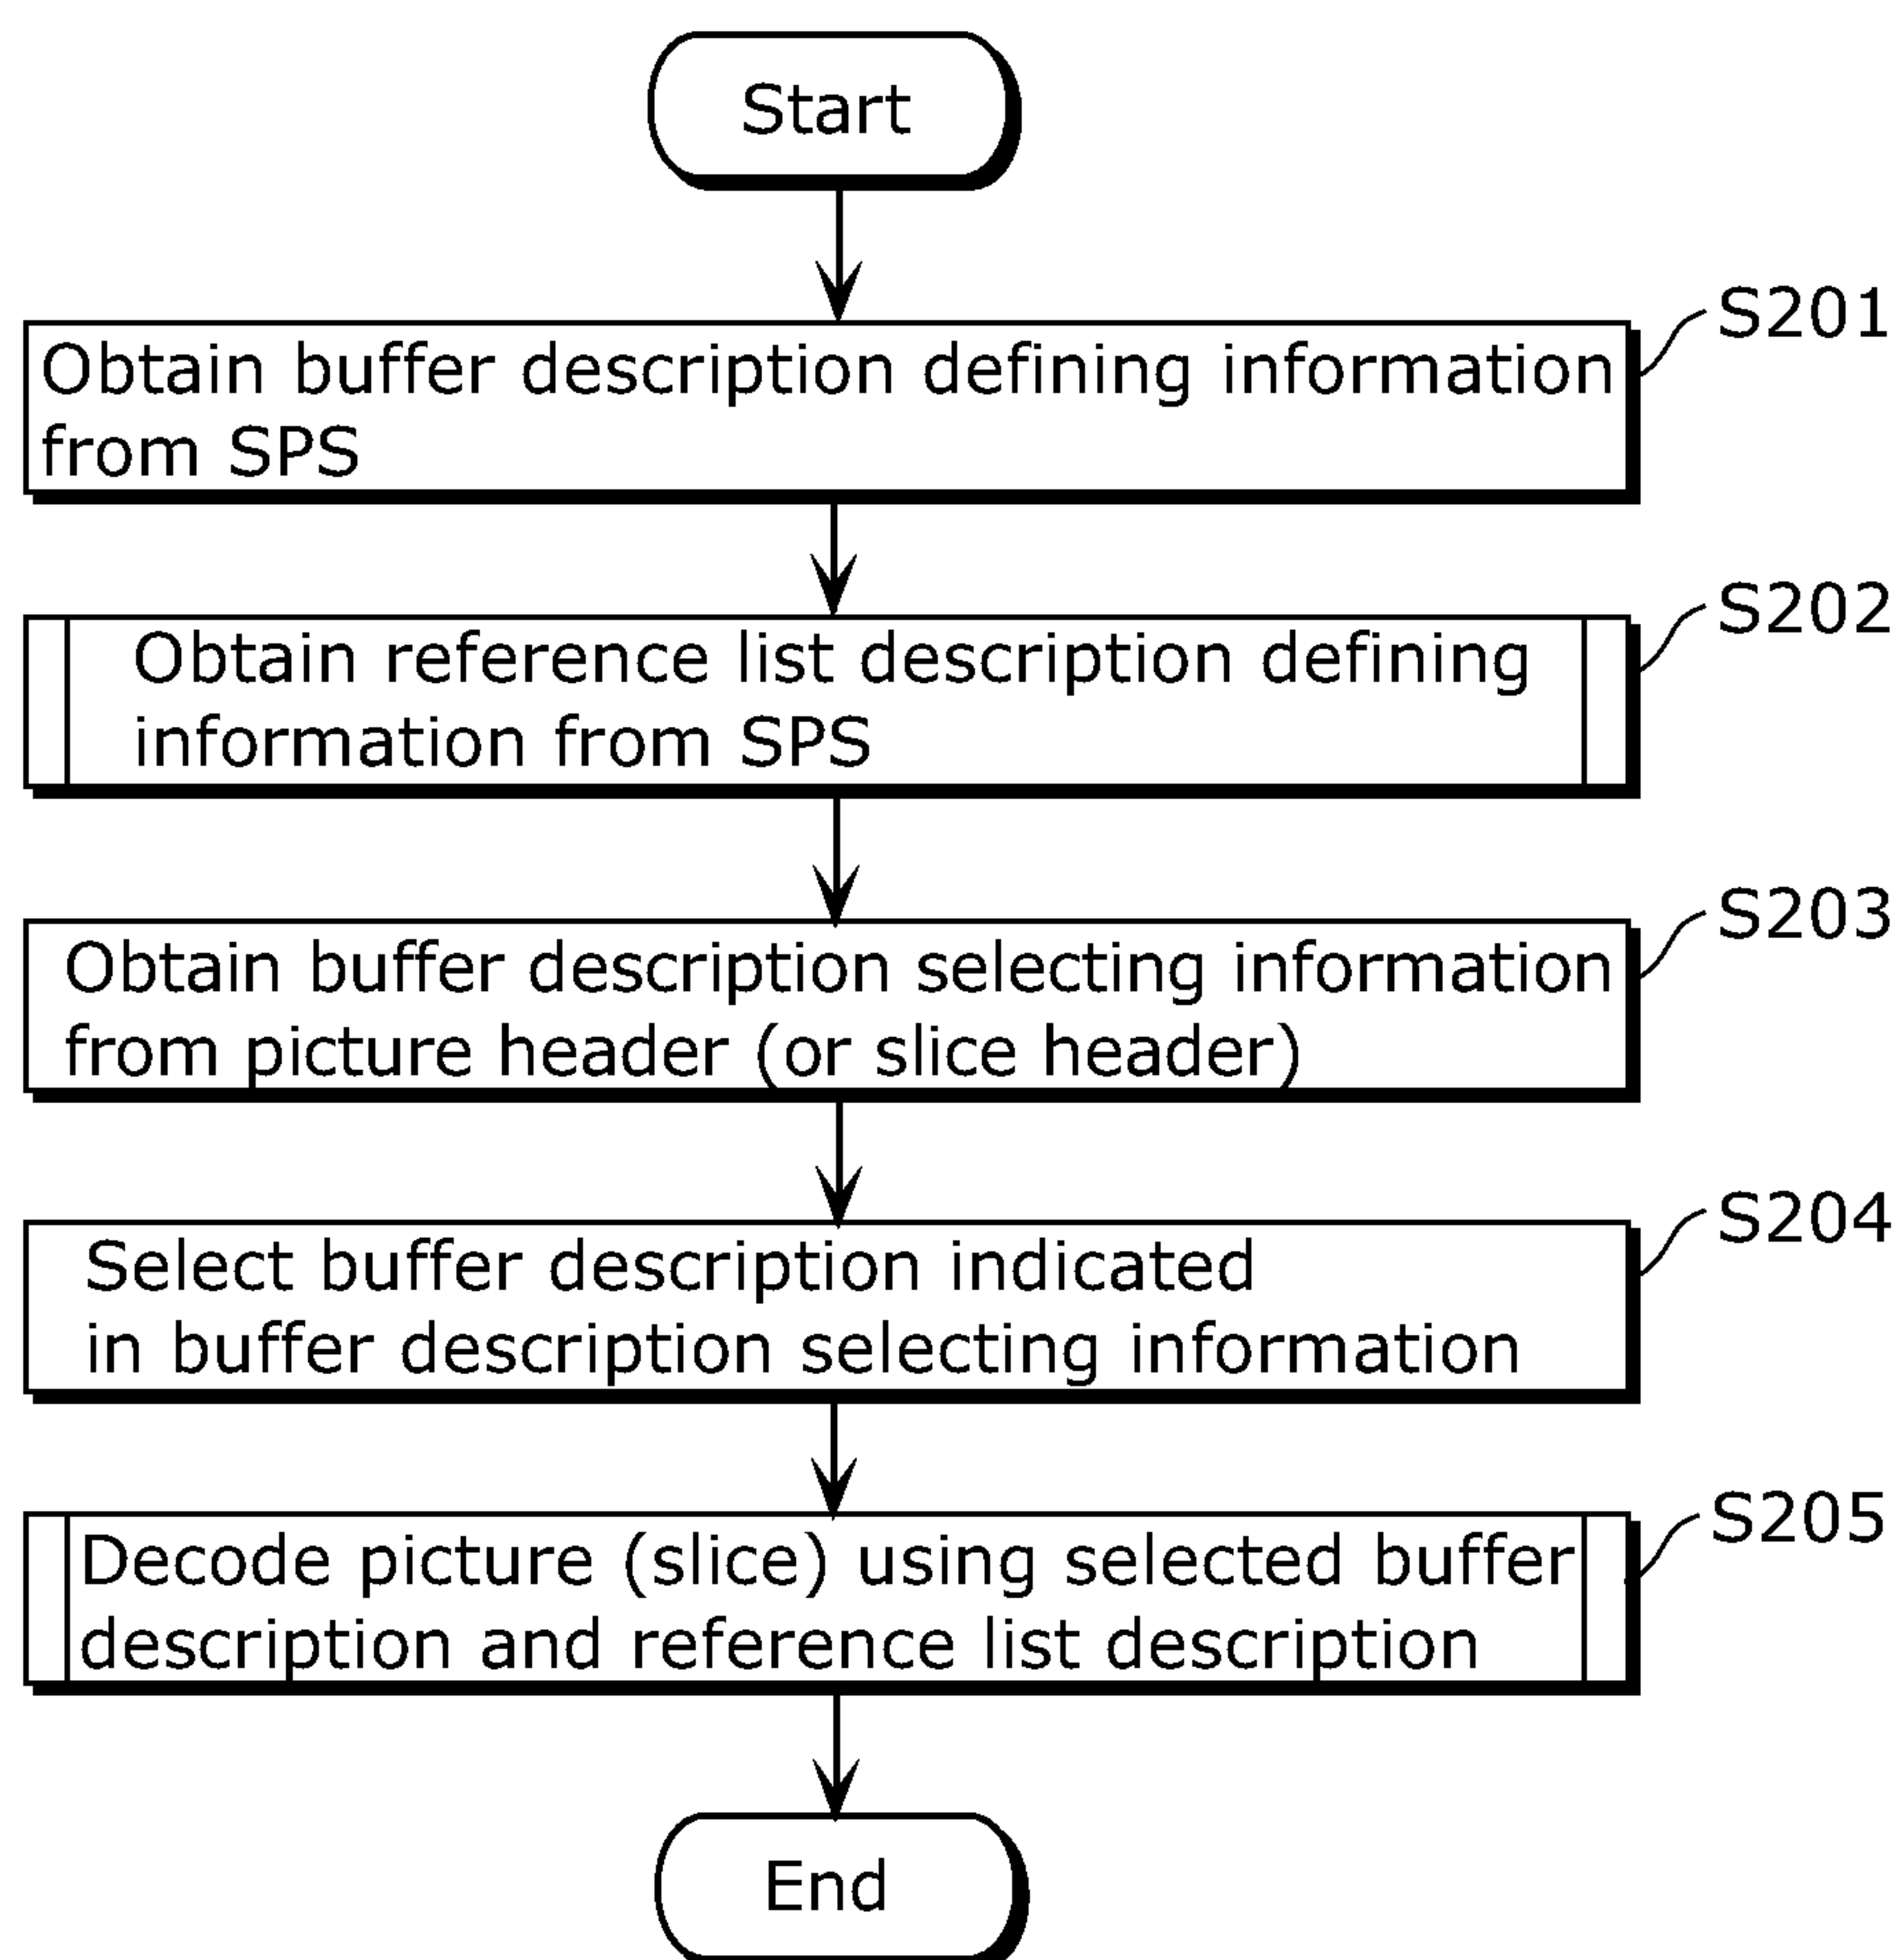 Start
S201
Obtain buffer description defining information
from SPS
S202
Obtain reference list description defining
information from SPS
S203
Obtain buffer description selecting information
from picture header (or slice header)
S204
Select buffer description indicated
in buffer description selecting information
S205
Decode picture (slice) using selected buffer
description and reference list description
End